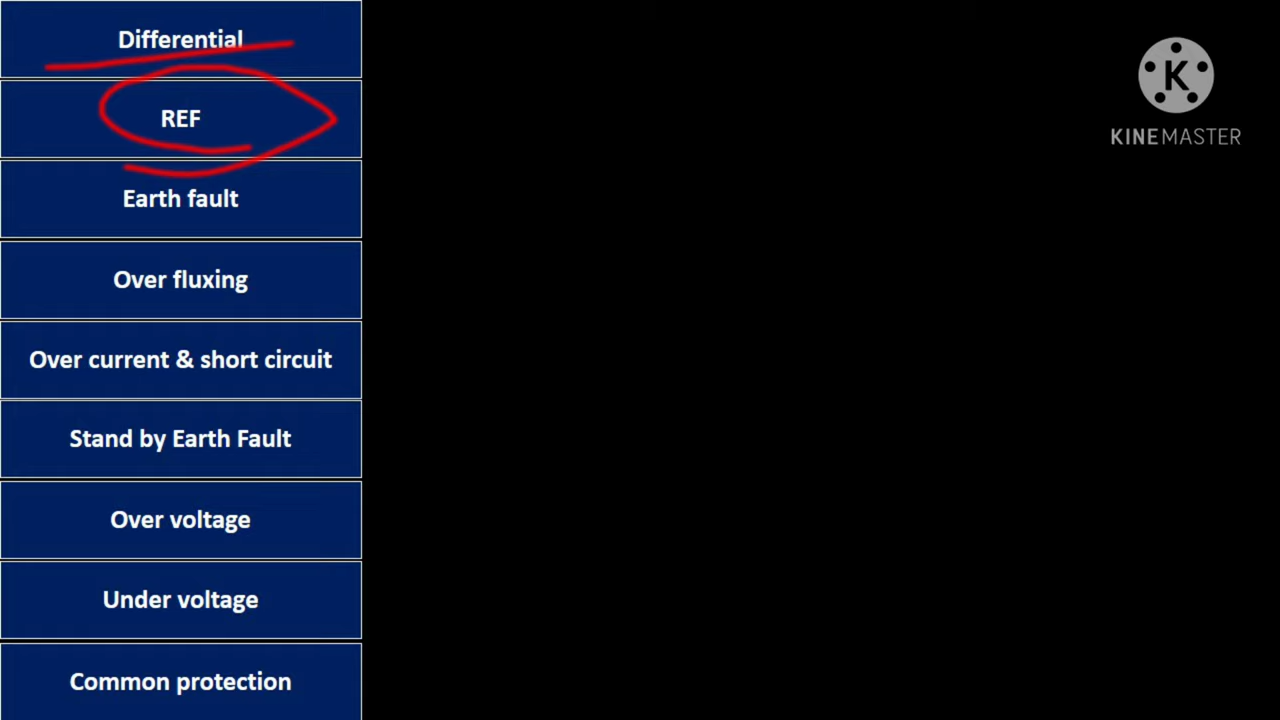 Differential
REF
Earth fault
Over fluxing
Over current & short circuit
Stand by Earth Fault
Over voltage
Under voltage
Common protection
K
KINEMASTER